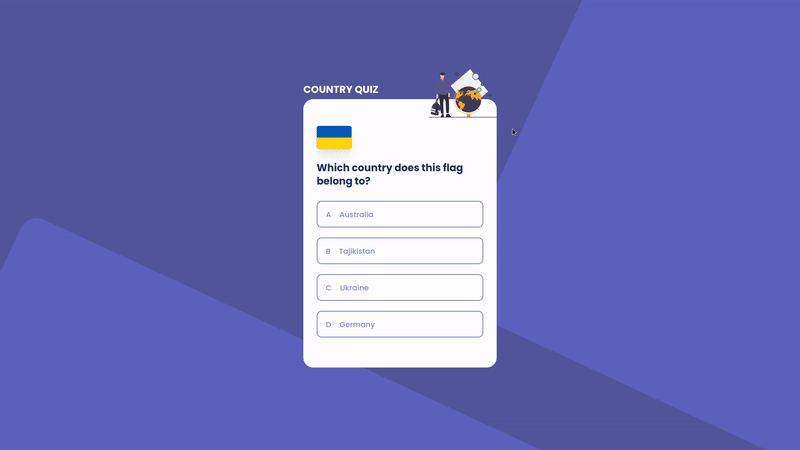 COUNTRY QUIZ
Which country does this flag
belong to?
A Australia
B Tajikistan
C Ukraine
D Germany